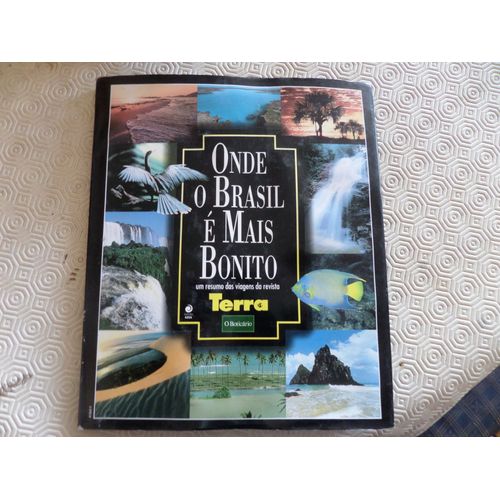 ONDE
O BRASIL
É MAIS
BONITO
um resumo das viagens da revista
Terra
O Boticário